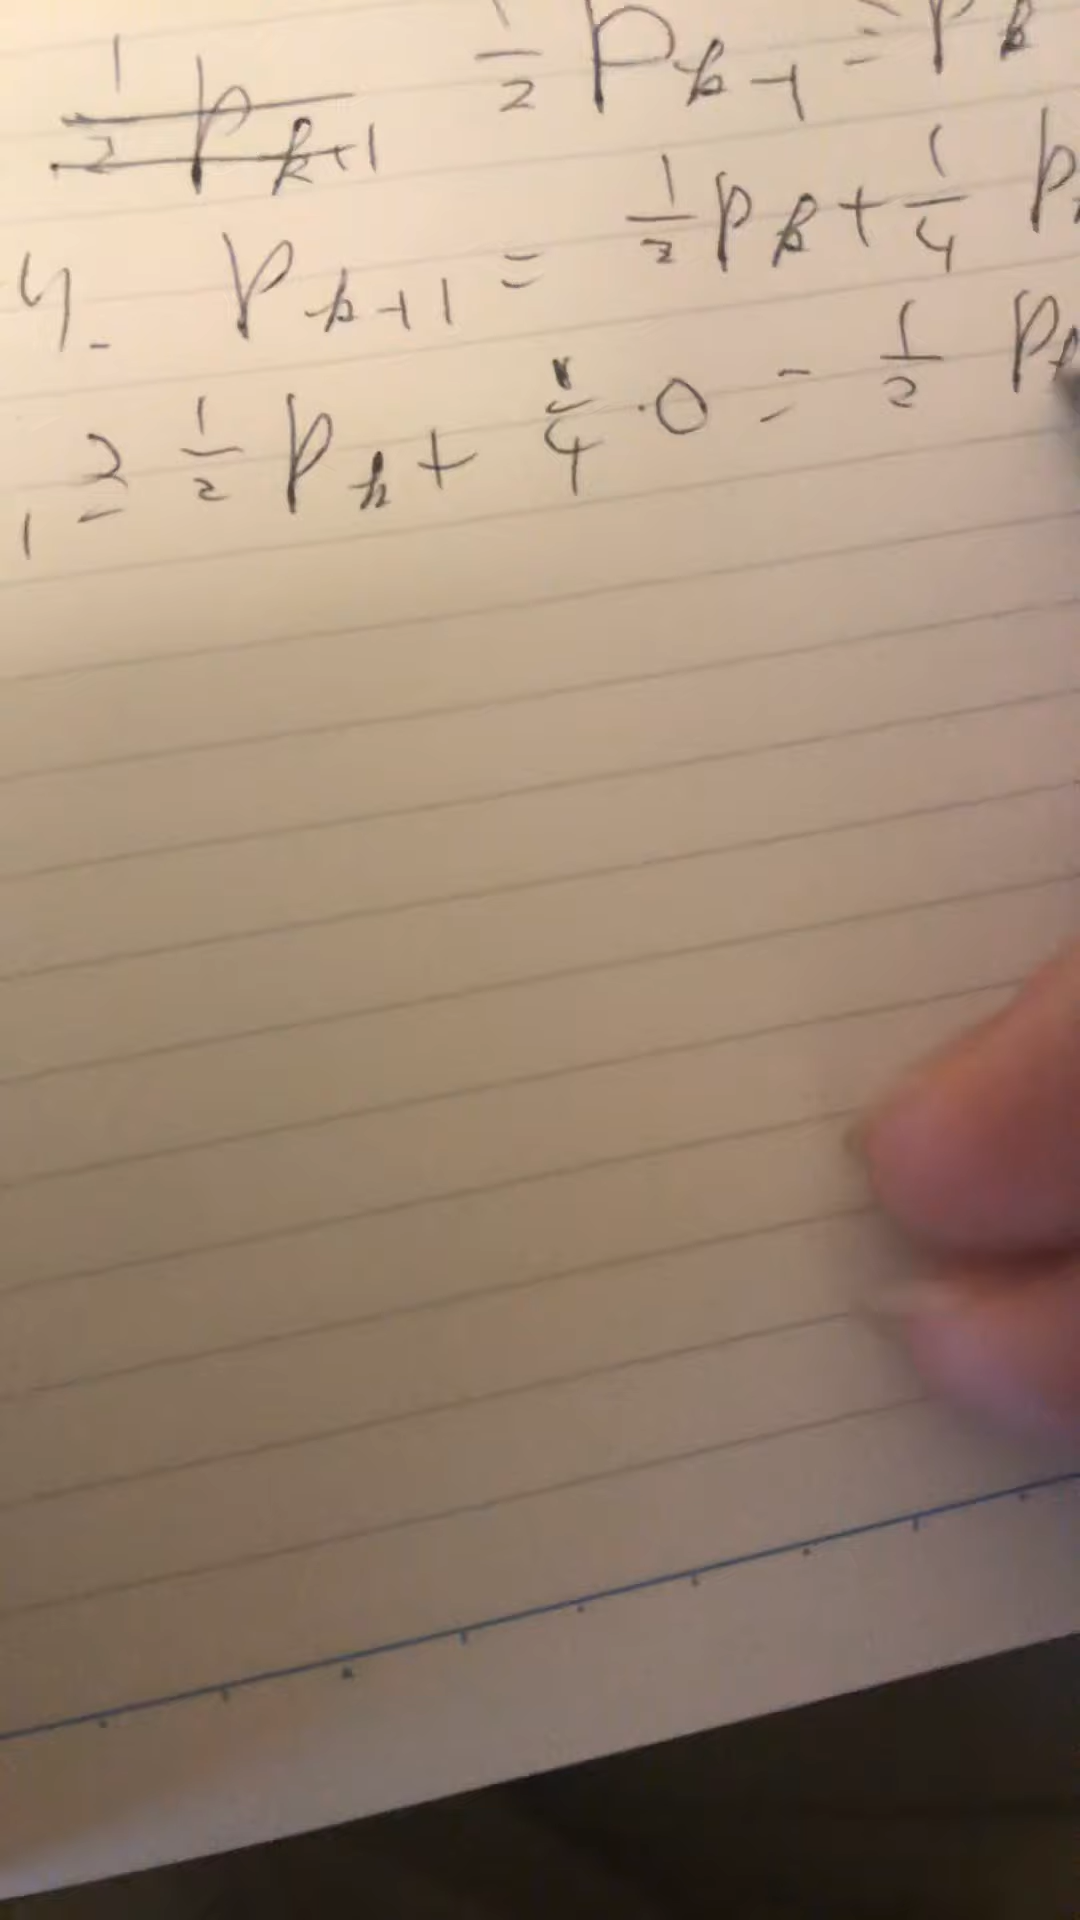 1/2 P_{k+1} 1/2 P_{k-1} = P_k
4. P_{k+1} = 1/2 P_k + 1/4 P
1 = 1/2 P_k + 1/4 · 0 = 1/2 P